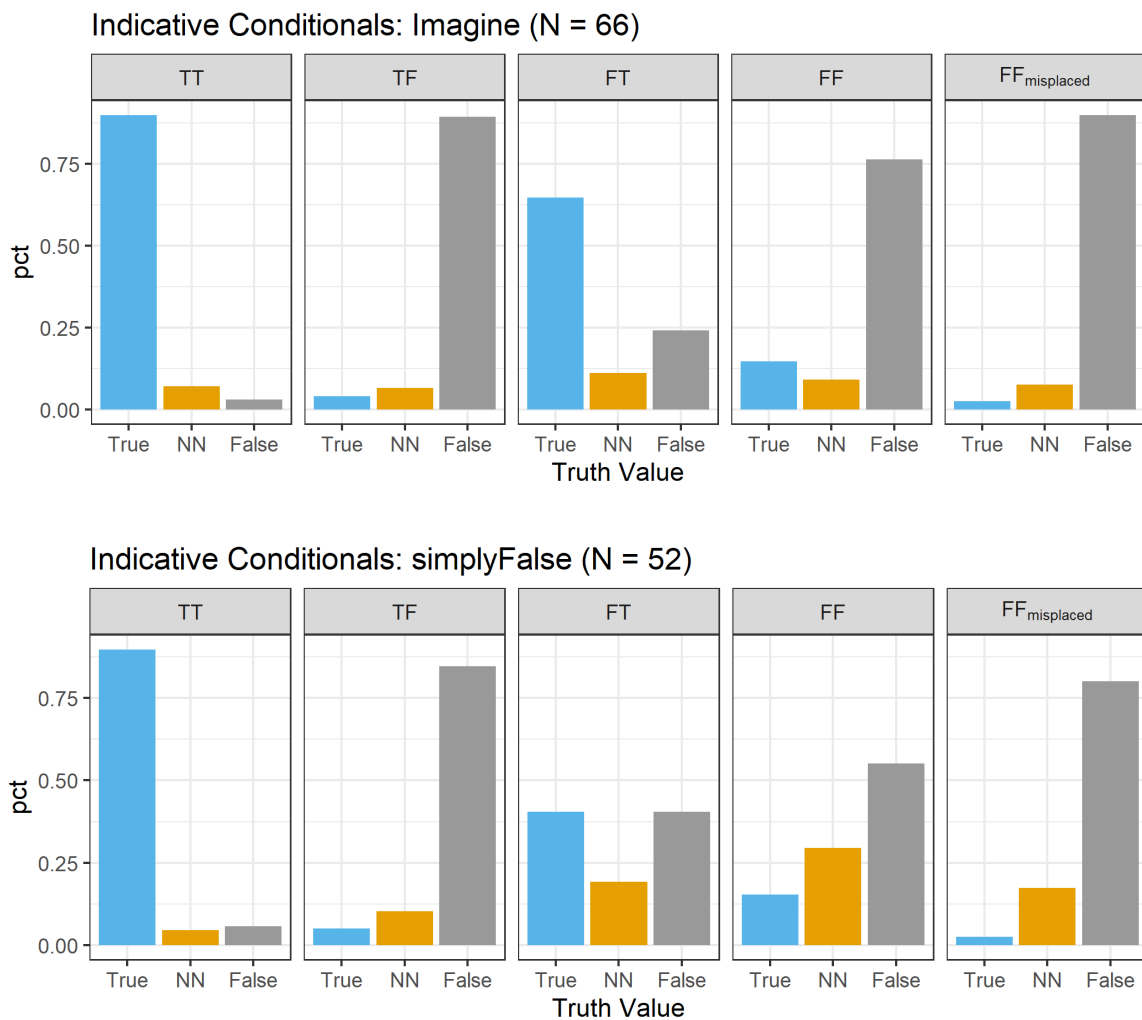 Indicative Conditionals: Imagine (N = 66)
TT TF FT FF FFmisplaced
0.75
0.50
0.25
0.00
pct
True NN False True NN False True NN False True NN False True NN False
Truth Value
Indicative Conditionals: simplyFalse (N = 52)
TT TF FT FF FFmisplaced
0.75
0.50
0.25
0.00
pct
True NN False True NN False True NN False True NN False True NN False
Truth Value